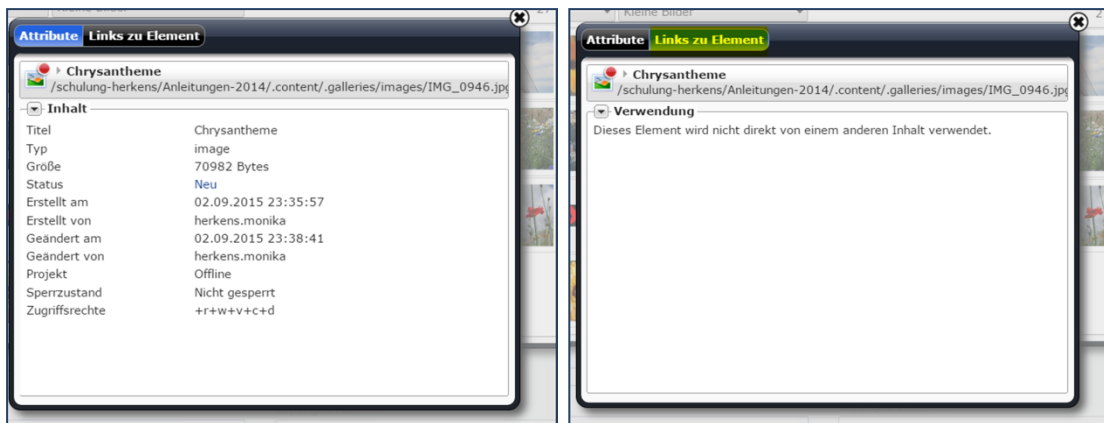 Kleine Bilder
Attribute Links zu Element
Chrysantheme
/schulung-herkens/Anleitungen-2014/.content/.galleries/images/IMG_0946.jpg
Inhalt
Titel Chrysantheme
Typ image
Größe 70982 Bytes
Status Neu
Erstellt am 02.09.2015 23:35:57
Erstellt von herkens.monika
Geändert am 02.09.2015 23:38:41
Geändert von herkens.monika
Projekt Offline
Sperrzustand Nicht gesperrt
Zugriffsrechte +r+w+v+c+d
Kleine Bilder
Attribute Links zu Element
Chrysantheme
/schulung-herkens/Anleitungen-2014/.content/.galleries/images/IMG_0946.jpg
Verwendung
Dieses Element wird nicht direkt von einem anderen Inhalt verwendet.